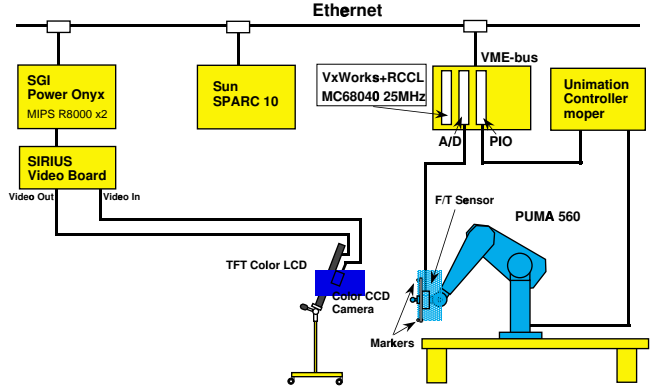 Ethernet
SGI
Power Onyx
MIPS R8000 x2
Sun
SPARC 10
VME-bus
VxWorks+RCCL
MC68040 25MHz
Unimation
Controller
moper
A/D
PIO
SIRIUS
Video Board
Video Out
Video In
F/T Sensor
PUMA 560
TFT Color LCD
Color CCD
Camera
Markers